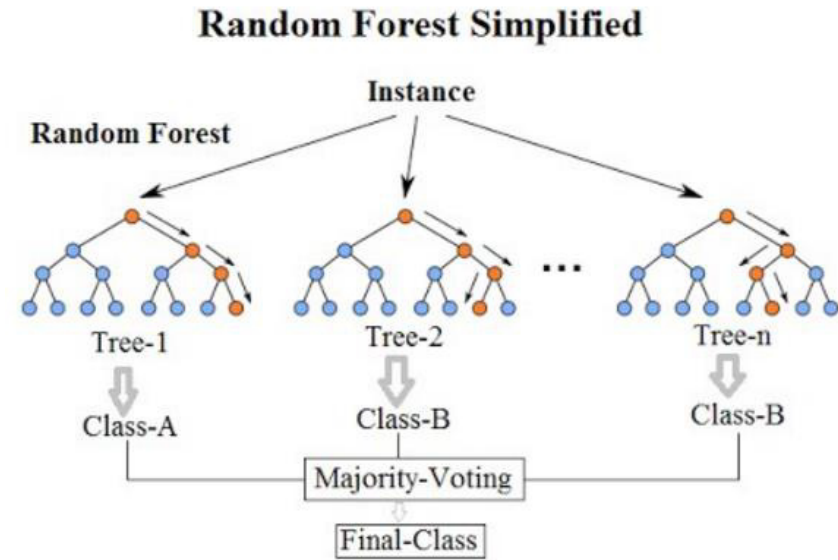 Random Forest Simplified
Instance
Random Forest
...
Tree-1
Tree-2
Tree-n
Class-A
Class-B
Class-B
Majority-Voting
Final-Class